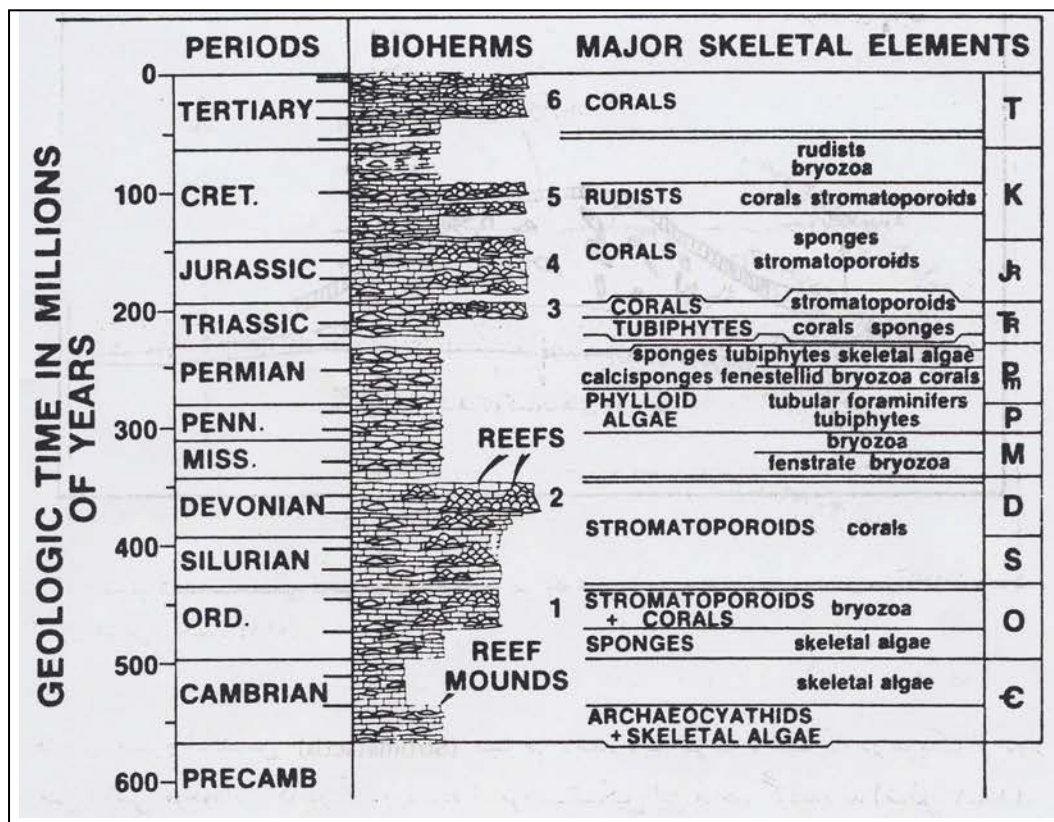 PERIODS BIOHERMS MAJOR SKELETAL ELEMENTS
GEOLOGIC TIME IN MILLIONS
OF YEARS
0
100
200
300
400
500
600
TERTIARY
CRET.
JURASSIC
TRIASSIC
PERMIAN
PENN.
MISS.
DEVONIAN
SILURIAN
ORD.
CAMBRIAN
PRECAMB
REEFS
REEF
MOUNDS
6
5
4
3
2
1
CORALS
rudists
bryozoa
RUDISTS corals stromatoporoids
CORALS sponges
stromatoporoids
CORALS stromatoporoids
TUBIPHYTES corals sponges
sponges tubiphytes skeletal algae
calcisponges fenestellid bryozoa corals
PHYLLOID tubular foraminifers
ALGAE tubiphytes
bryozoa
fenstrate bryozoa
STROMATOPOROIDS corals
STROMATOPOROIDS bryozoa
+ CORALS
SPONGES skeletal algae
skeletal algae
ARCHAEOCYATHIDS
+ SKELETAL ALGAE
T
K
JR
TR
Pm
P
M
D
S
O
Є